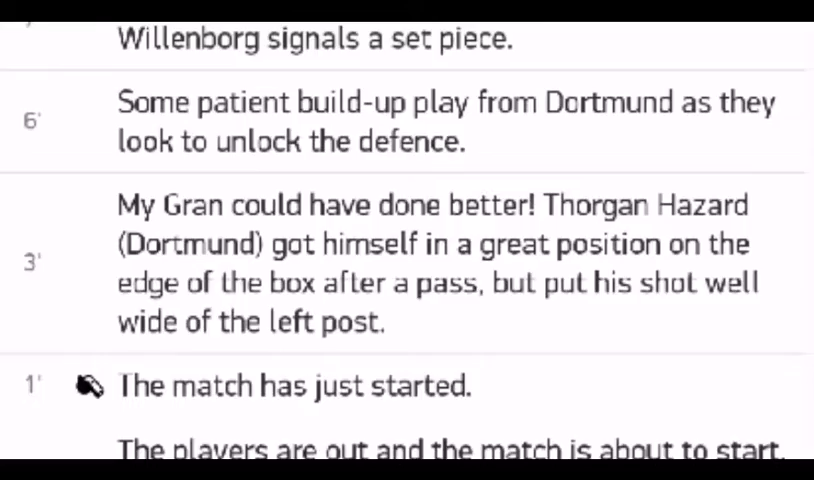 Willenborg signals a set piece.
6'
Some patient build-up play from Dortmund as they
look to unlock the defence.
3'
My Gran could have done better! Thorgan Hazard
(Dortmund) got himself in a great position on the
edge of the box after a pass, but put his shot well
wide of the left post.
1'
The match has just started.
The players are out and the match is about to start.